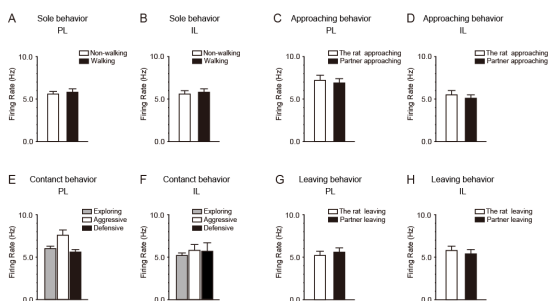 A Sole behavior
PL
Non-walking
Walking
Firing Rate (Hz)
10.0
5.0
0.0
B Sole behavior
IL
Non-walking
Walking
Firing Rate (Hz)
10.0
5.0
0.0
C Approaching behavior
PL
The rat approaching
Partner approaching
Firing Rate (Hz)
10.0
5.0
0.0
D Approaching behavior
IL
The rat approaching
Partner approaching
Firing Rate (Hz)
10.0
5.0
0.0
E Contanct behavior
PL
Exploring
Aggressive
Defensive
Firing Rate (Hz)
10.0
5.0
0.0
F Contanct behavior
IL
Exploring
Aggressive
Defensive
Firing Rate (Hz)
10.0
5.0
0.0
G Leaving behavior
PL
The rat leaving
Partner leaving
Firing Rate (Hz)
10.0
5.0
0.0
H Leaving behavior
IL
The rat leaving
Partner leaving
Firing Rate (Hz)
10.0
5.0
0.0